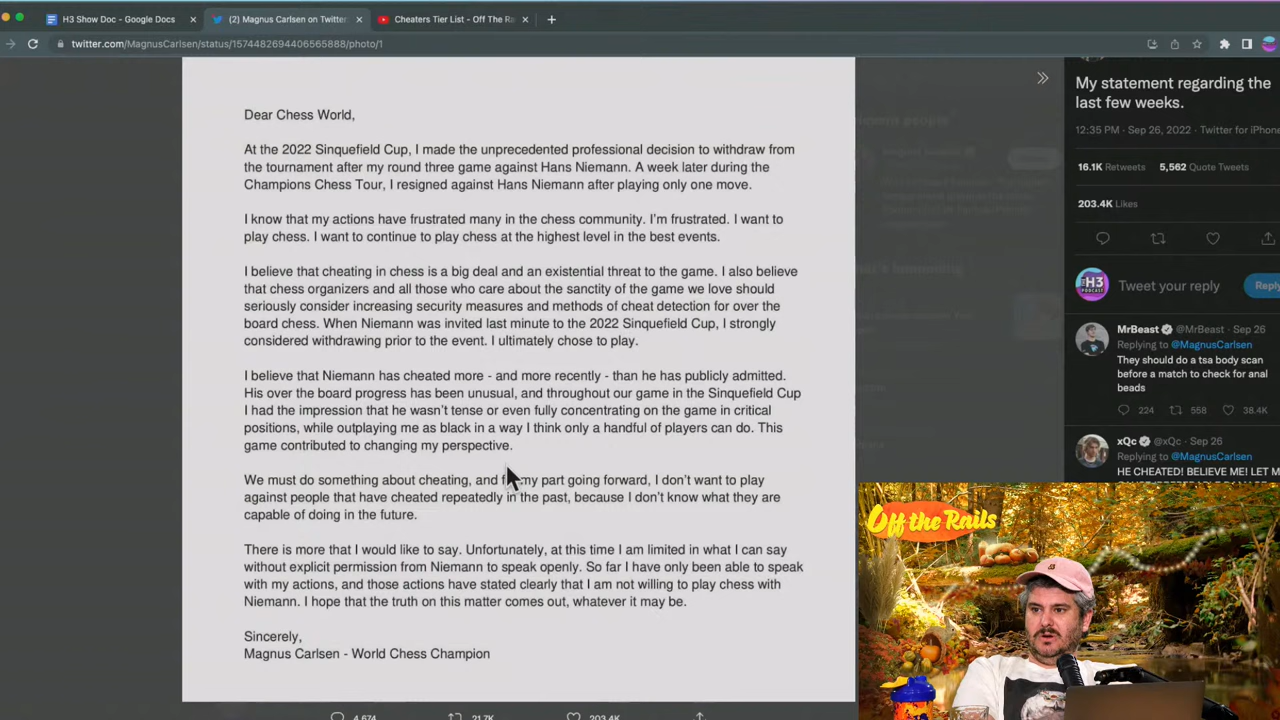 H3 Show Doc - Google Docs
(2) Magnus Carlsen on Twitter
Cheaters Tier List - Off The Ra
twitter.com/MagnusCarlsen/status/1574482694406565888/photo/1
Dear Chess World,
At the 2022 Sinquefield Cup, I made the unprecedented professional decision to withdraw from
the tournament after my round three game against Hans Niemann. A week later during the
Champions Chess Tour, I resigned against Hans Niemann after playing only one move.
I know that my actions have frustrated many in the chess community. I'm frustrated. I want to
play chess. I want to continue to play chess at the highest level in the best events.
I believe that cheating in chess is a big deal and an existential threat to the game. I also believe
that chess organizers and all those who care about the sanctity of the game we love should
seriously consider increasing security measures and methods of cheat detection for over the
board chess. When Niemann was invited last minute to the 2022 Sinquefield Cup, I strongly
considered withdrawing prior to the event. I ultimately chose to play.
I believe that Niemann has cheated more - and more recently - than he has publicly admitted.
His over the board progress has been unusual, and throughout our game in the Sinquefield Cup
I had the impression that he wasn't tense or even fully concentrating on the game in critical
positions, while outplaying me as black in a way I think only a handful of players can do. This
game contributed to changing my perspective.
We must do something about cheating, and f my part going forward, I don't want to play
against people that have cheated repeatedly in the past, because I don't know what they are
capable of doing in the future.
There is more that I would like to say. Unfortunately, at this time I am limited in what I can say
without explicit permission from Niemann to speak openly. So far I have only been able to speak
with my actions, and those actions have stated clearly that I am not willing to play chess with
Niemann. I hope that the truth on this matter comes out, whatever it may be.
Sincerely,
Magnus Carlsen - World Chess Champion
4,674 21.7K 203.4K
My statement regarding the
last few weeks.
12:35 PM · Sep 26, 2022 · Twitter for iPhone
16.1K Retweets 5,562 Quote Tweets
203.4K Likes
THE H3 PODCAST
Tweet your reply
Reply
MrBeast @MrBeast · Sep 26
Replying to @MagnusCarlsen
They should do a tsa body scan
before a match to check for anal
beads
224 558 38.4K
xQc @xQc · Sep 26
Replying to @MagnusCarlsen
HE CHEATED! BELIEVE ME! LET M
Off the Rails